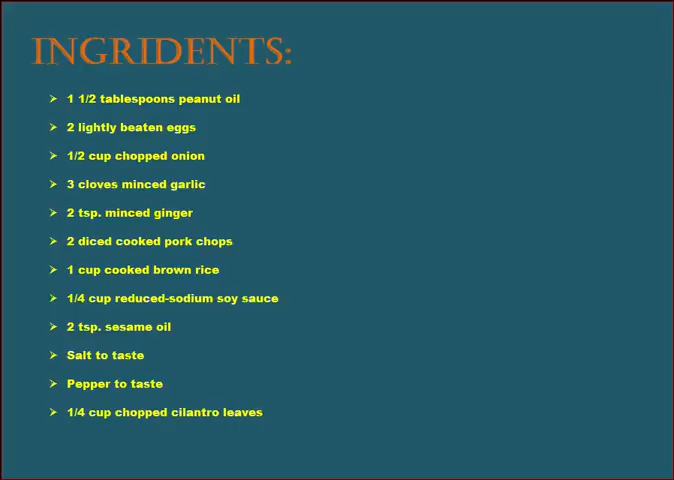 INGRIDENTS:
1 1/2 tablespoons peanut oil
2 lightly beaten eggs
1/2 cup chopped onion
3 cloves minced garlic
2 tsp. minced ginger
2 diced cooked pork chops
1 cup cooked brown rice
1/4 cup reduced-sodium soy sauce
2 tsp. sesame oil
Salt to taste
Pepper to taste
1/4 cup chopped cilantro leaves